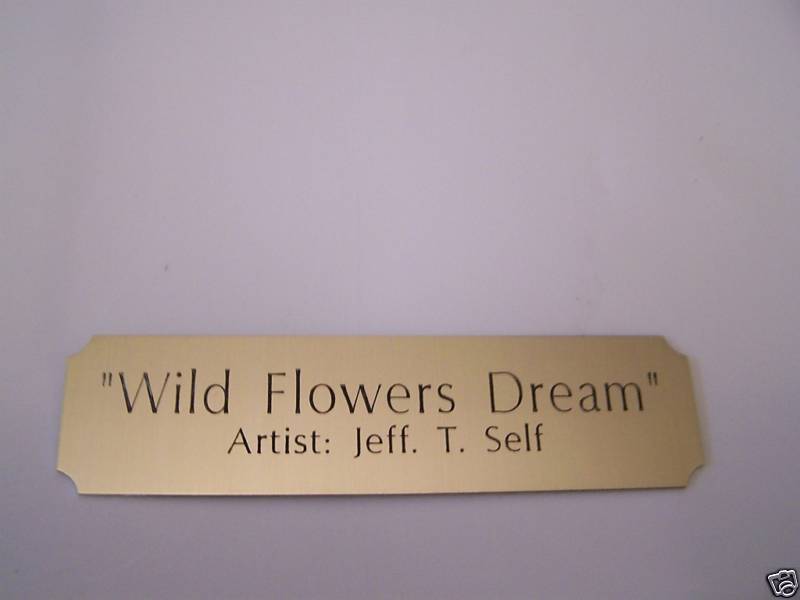 "Wild Flowers Dream"
Artist: Jeff. T. Self